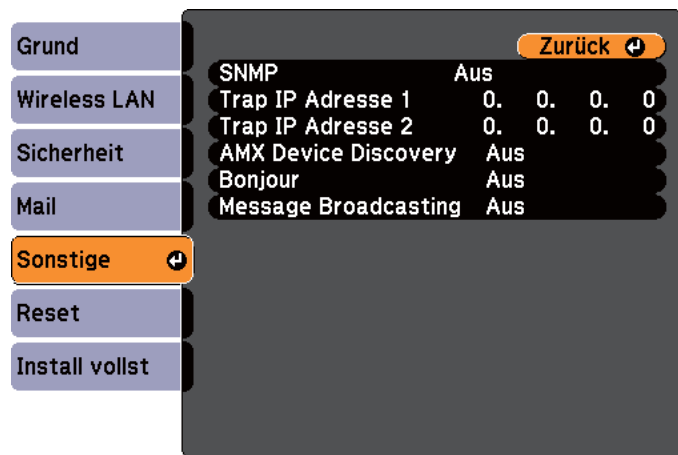 Grund
Wireless LAN
Sicherheit
Mail
Sonstige
Reset
Install vollst
Zurück
SNMP Aus
Trap IP Adresse 1 0. 0. 0. 0
Trap IP Adresse 2 0. 0. 0. 0
AMX Device Discovery Aus
Bonjour Aus
Message Broadcasting Aus